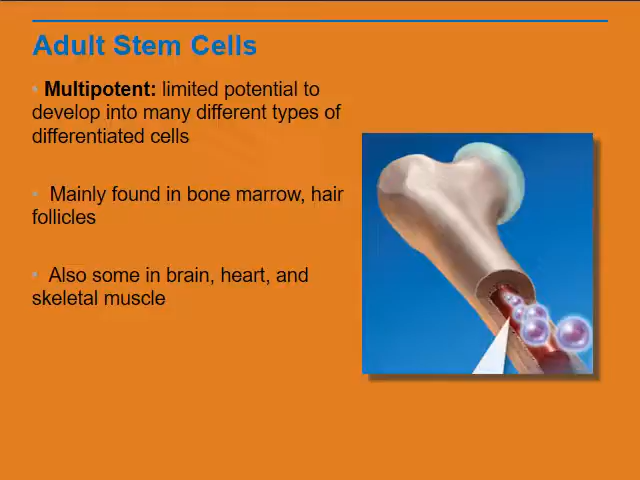 Adult Stem Cells
• Multipotent: limited potential to
develop into many different types of
differentiated cells
• Mainly found in bone marrow, hair
follicles
• Also some in brain, heart, and
skeletal muscle